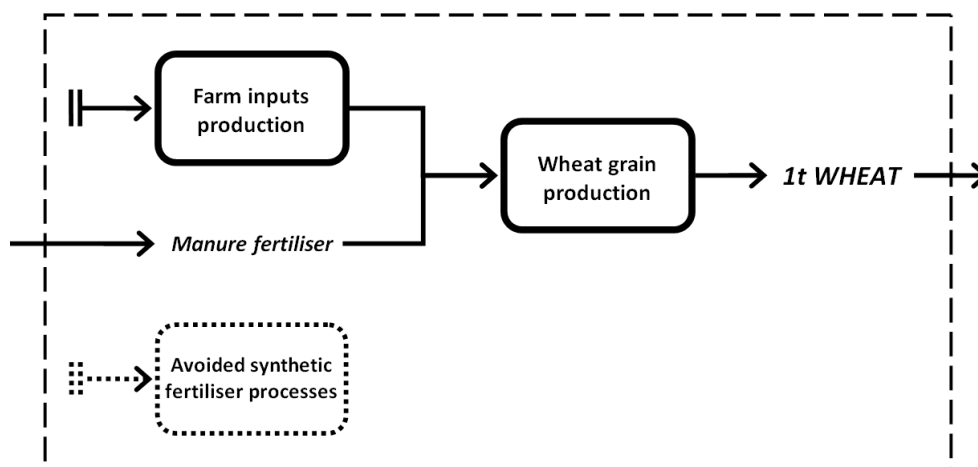 Farm inputs
production
Wheat grain
production
1t WHEAT
Manure fertiliser
Avoided synthetic
fertiliser processes